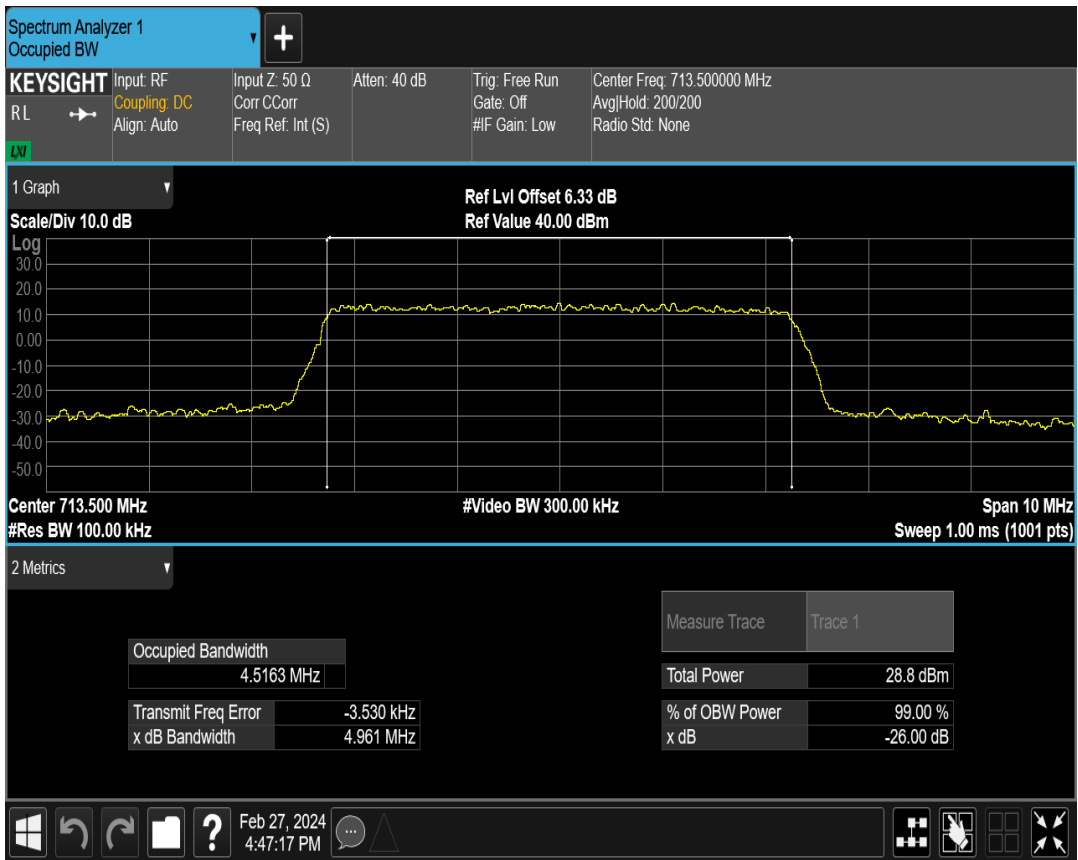 Spectrum Analyzer 1
Occupied BW
KEYSIGHT
R L
LXI
Input: RF
Coupling: DC
Align: Auto
Input Z: 50 Ω
Corr CCorr
Freq Ref: Int (S)
Atten: 40 dB
Trig: Free Run
Gate: Off
#IF Gain: Low
Center Freq: 713.500000 MHz
Avg|Hold: 200/200
Radio Std: None
1 Graph
Scale/Div 10.0 dB
Ref Lvl Offset 6.33 dB
Ref Value 40.00 dBm
Log
30.0
20.0
10.0
0.00
-10.0
-20.0
-30.0
-40.0
-50.0
Center 713.500 MHz
#Video BW 300.00 kHz
Span 10 MHz
#Res BW 100.00 kHz
Sweep 1.00 ms (1001 pts)
2 Metrics
Measure Trace Trace 1
Occupied Bandwidth
4.5163 MHz
Total Power 28.8 dBm
Transmit Freq Error -3.530 kHz
% of OBW Power 99.00 %
x dB Bandwidth 4.961 MHz
x dB -26.00 dB
?
Feb 27, 2024
4:47:17 PM